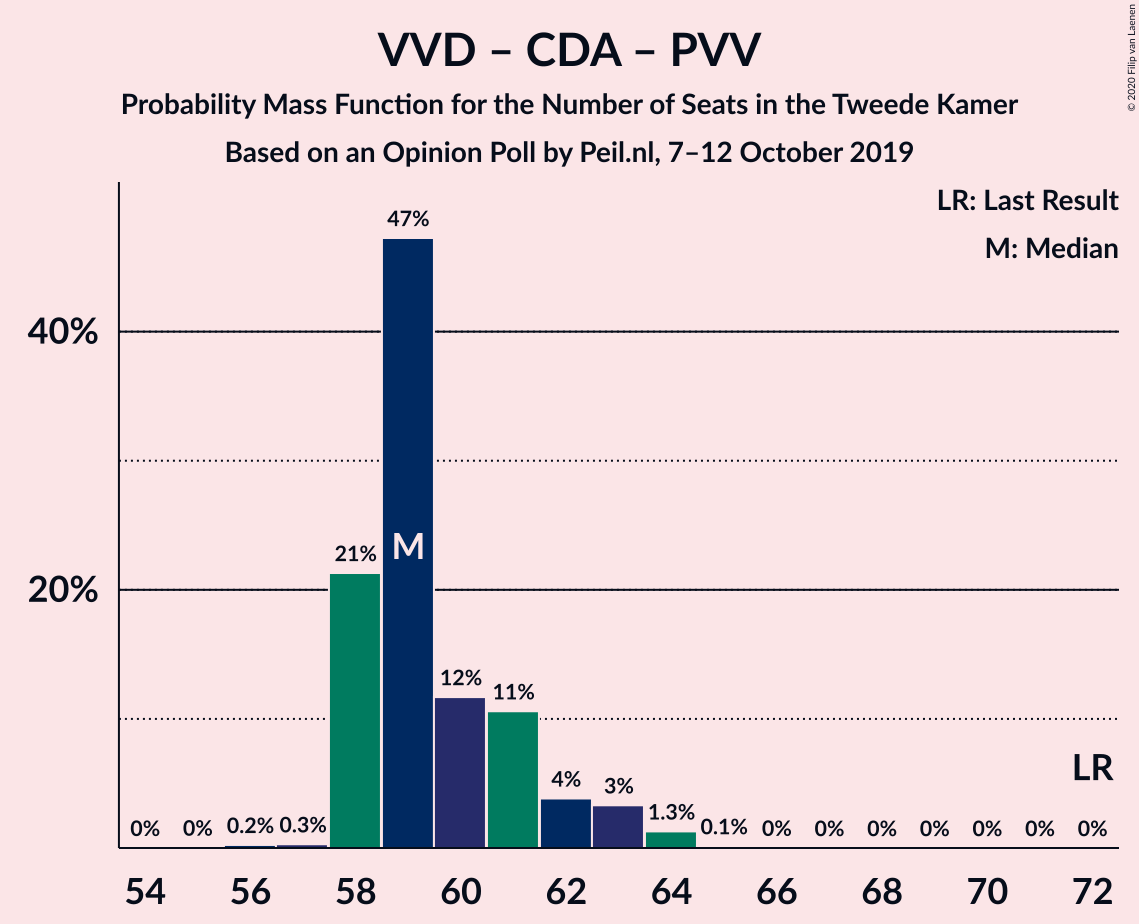 VVD – CDA – PVV
Probability Mass Function for the Number of Seats in the Tweede Kamer
Based on an Opinion Poll by Peil.nl, 7–12 October 2019
© 2020 Filip van Laenen
LR: Last Result
M: Median
40%
20%
0% 0% 0.2% 0.3% 21% 47% 12% 11% 4% 3% 1.3% 0.1% 0% 0% 0% 0% 0% 0% 0%
M
LR
54 56 58 60 62 64 66 68 70 72